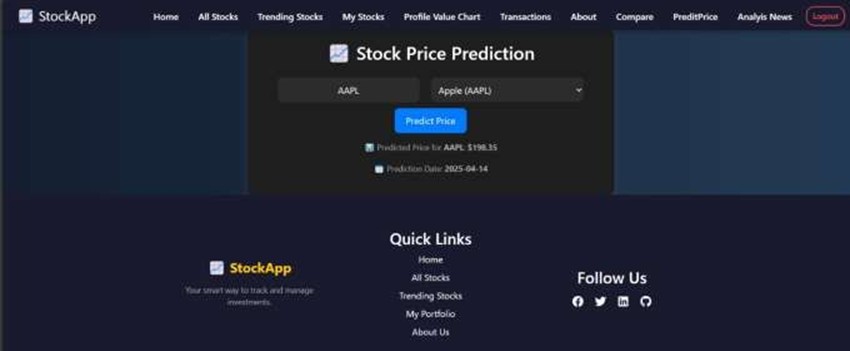 StockApp Home All Stocks Trending Stocks My Stocks Profile Value Chart Transactions About Compare PreditPrice Analyis News Logout
Stock Price Prediction
AAPL Apple (AAPL)
Predict Price
Predicted Price for AAPL: $198.35
Prediction Date: 2025-04-14
StockApp
Your smart way to track and manage
investments.
Quick Links
Home
All Stocks
Trending Stocks
My Portfolio
About Us
Follow Us